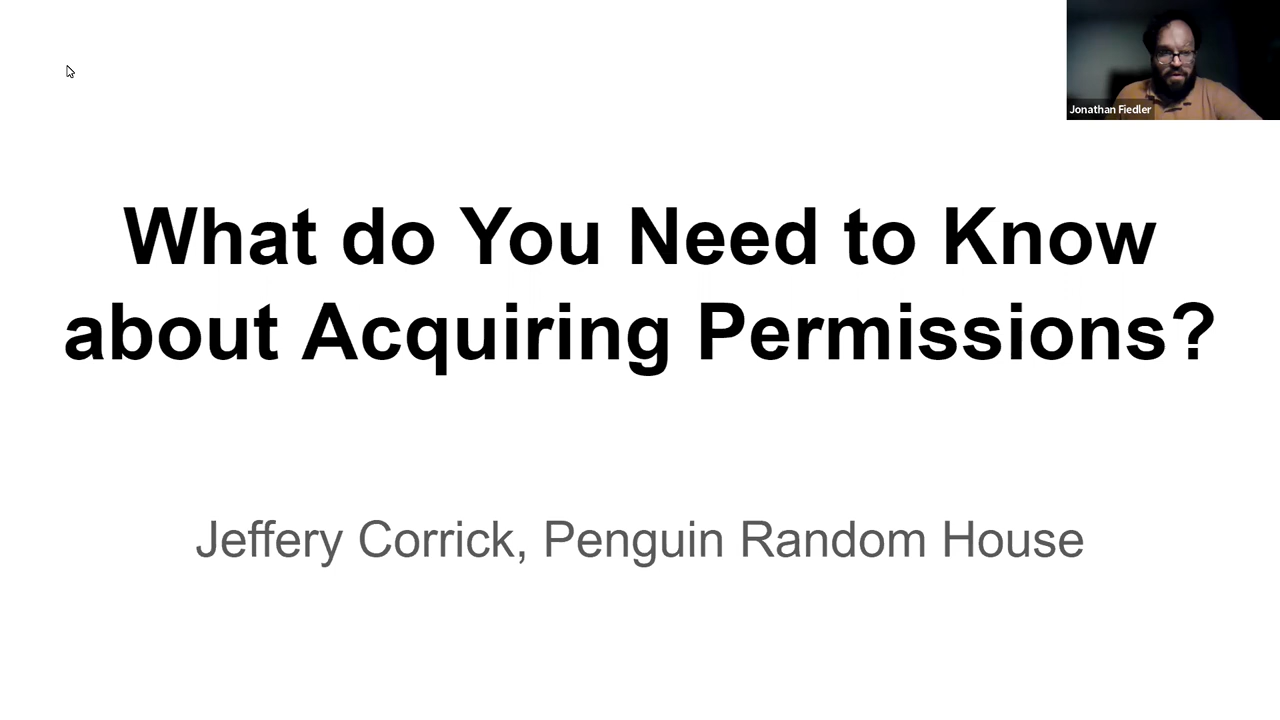 Jonathan Fiedler
What do You Need to Know
about Acquiring Permissions?
Jeffery Corrick, Penguin Random House